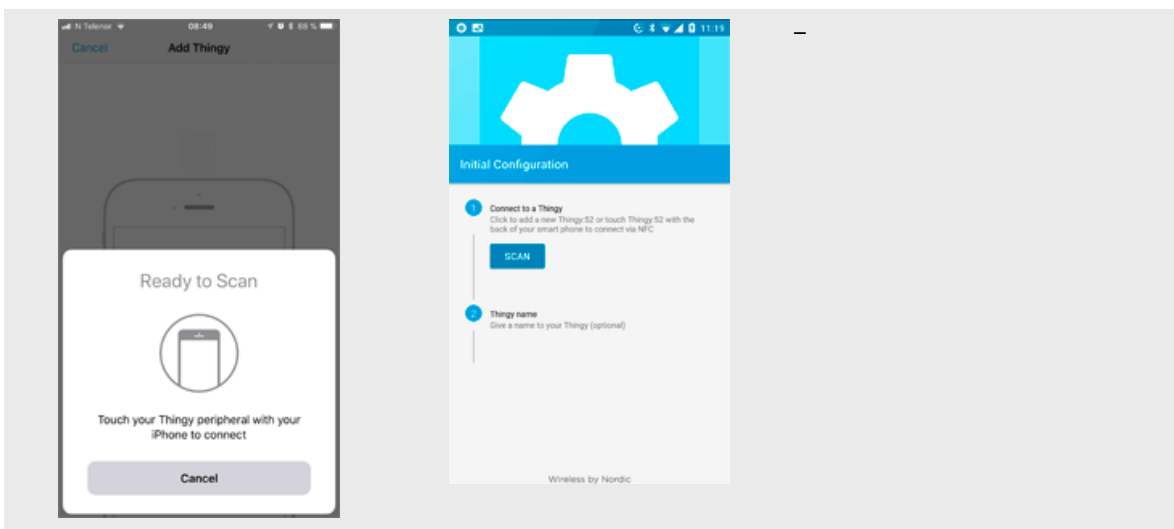 N Telenor 08:49 68 %
Cancel Add Thingy
Ready to Scan
Touch your Thingy peripheral with your
iPhone to connect
Cancel
11:19
Initial Configuration
1 Connect to a Thingy
Click to add a new Thingy:52 or touch Thingy:52 with the
back of your smart phone to connect via NFC
SCAN
2 Thingy name
Give a name to your Thingy (optional)
Wireless by Nordic
–